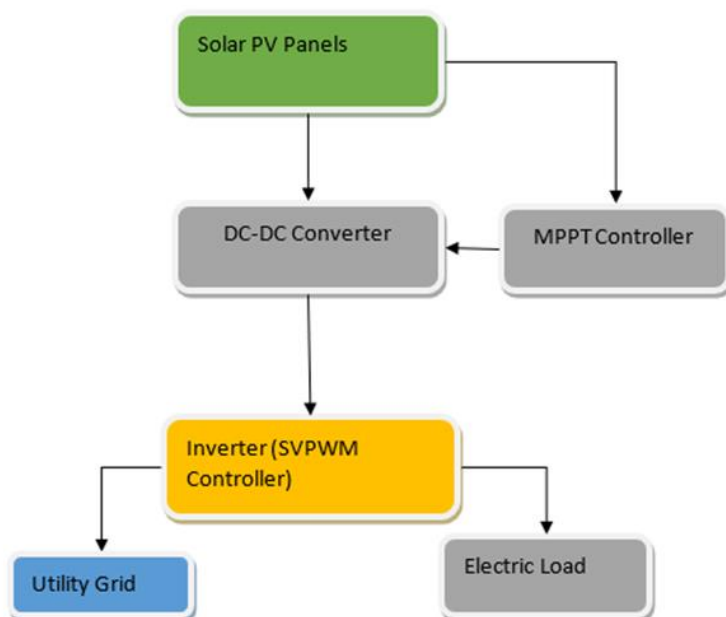 Solar PV Panels
DC-DC Converter
MPPT Controller
Inverter (SVPWM
Controller)
Utility Grid
Electric Load